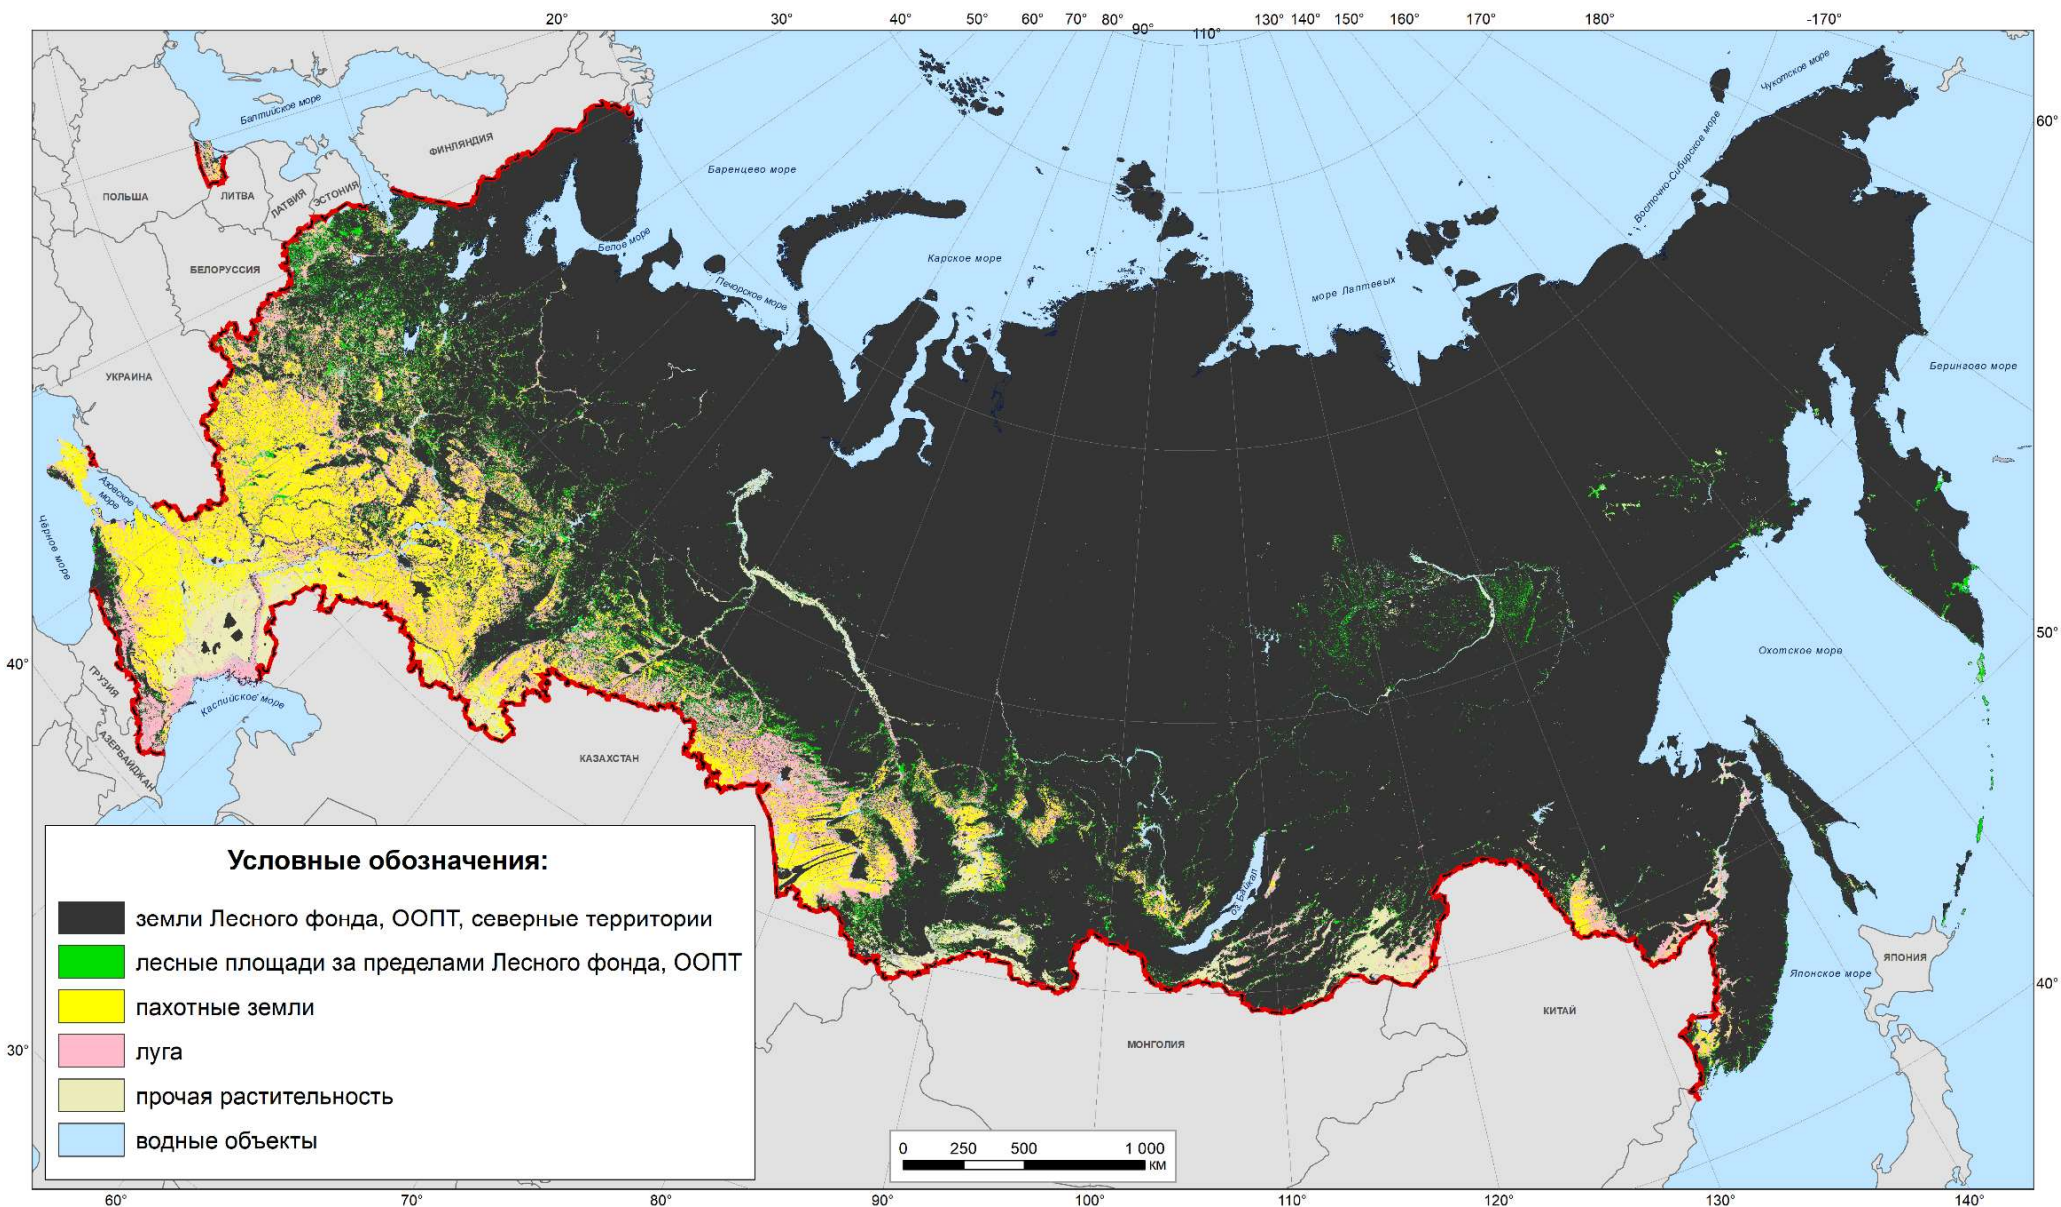 20° 30° 40° 50° 60° 70° 80° 90° 110° 130° 140° 150° 160° 170° 180° -170°
Чукотское море
Балтийское море
60°
ФИНЛЯНДИЯ
Баренцево море
Восточно-Сибирское море
ПОЛЬША
ЛИТВА
ЛАТВИЯ
ЭСТОНИЯ
Белое море
Карское море
БЕЛОРУССИЯ
Печорское море
море Лаптевых
Берингово море
УКРАИНА
Азовское
море
Чёрное море
50°
Охотское море
40°
ГРУЗИЯ
Каспийское море
АЗЕРБАЙДЖАН
КАЗАХСТАН
оз. Байкал
ЯПОНИЯ
Японское море
40°
КИТАЙ
МОНГОЛИЯ
30°
Условные обозначения:
земли Лесного фонда, ООПТ, северные территории
лесные площади за пределами Лесного фонда, ООПТ
пахотные земли
луга
прочая растительность
водные объекты
0 250 500 1 000
КМ
60° 70° 80° 90° 100° 110° 120° 130° 140°